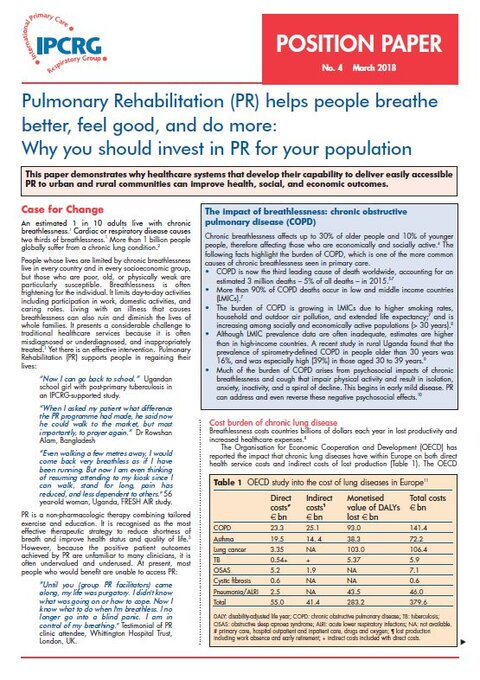 International Primary Care
IPCRG
Respiratory Group
POSITION PAPER
No. 4 March 2018
Pulmonary Rehabilitation (PR) helps people breathe
better, feel good, and do more:
Why you should invest in PR for your population
This paper demonstrates why healthcare systems that develop their capability to deliver easily accessible
PR to urban and rural communities can improve health, social, and economic outcomes.
Case for Change
An estimated 1 in 10 adults live with chronic
breathlessness.¹ Cardiac or respiratory disease causes
two thirds of breathlessness.¹ More than 1 billion people
globally suffer from a chronic lung condition.²
People whose lives are limited by chronic breathlessness
live in every country and in every socioeconomic group,
but those who are poor, old, or physically weak are
particularly susceptible. Breathlessness is often
frightening for the individual. It limits day-to-day activities
including participation in work, domestic activities, and
caring roles. Living with an illness that causes
breathlessness can also ruin and diminish the lives of
whole families. It presents a considerable challenge to
traditional healthcare services because it is often
misdiagnosed or underdiagnosed, and inappropriately
treated.¹ Yet there is an effective intervention. Pulmonary
Rehabilitation (PR) supports people in regaining their
lives:
"Now I can go back to school." Ugandan
school girl with post-primary tuberculosis in
an IPCRG-supported study.
"When I asked my patient what difference
the PR programme had made, he said now
he could walk to the market, but most
importantly, to prayer again." Dr Rowshan
Alam, Bangladesh
"Even walking a few metres away, I would
come back very breathless as if I have
been running. But now I am even thinking
of resuming attending to my kiosk since I
can walk, stand for long, pain has
reduced, and less dependent to others." 56
year-old woman, Uganda, FRESH AIR study.
PR is a non-pharmacologic therapy combining tailored
exercise and education. It is recognised as the most
effective therapeutic strategy to reduce shortness of
breath and improve health status and quality of life.³
However, because the positive patient outcomes
achieved by PR are unfamiliar to many clinicians, it is
often undervalued and underused. At present, most
people who would benefit are unable to access PR:
"Until you (group PR facilitators) came
along, my life was purgatory. I didn't know
what was going on or how to cope. Now I
know what to do when I'm breathless. I no
longer go into a blind panic. I am in
control of my breathing." Testimonial of PR
clinic attendee, Whittington Hospital Trust,
London, UK.
The impact of breathlessness: chronic obstructive
pulmonary disease (COPD)
Chronic breathlessness affects up to 30% of older people and 10% of younger
people, therefore affecting those who are economically and socially active.⁴ The
following facts highlight the burden of COPD, which is one of the more common
causes of chronic breathlessness seen in primary care.
• COPD is now the third leading cause of death worldwide, accounting for an
estimated 3 million deaths – 5% of all deaths – in 2015.
• More than 90% of COPD deaths occur in low and middle income countries
(LMICs).
• The burden of COPD is growing in LMICs due to higher smoking rates,
household and outdoor air pollution, and extended life expectancy; and is
increasing among socially and economically active populations (> 30 years).
• Although LMIC prevalence data are often inadequate, estimates are higher
than in high-income countries. A recent study in rural Uganda found that the
prevalence of spirometry-defined COPD in people older than 30 years was
16%, and was especially high (39%) in those aged 30 to 39 years.
• Much of the burden of COPD arises from psychosocial impacts of chronic
breathlessness and cough that impair physical activity and result in isolation,
anxiety, inactivity, and a spiral of decline. This begins in early mild disease. PR
can address and even reverse these negative psychosocial effects.¹⁰
Cost burden of chronic lung disease
Breathlessness costs countries billions of dollars each year in lost productivity and
increased healthcare expenses.
The Organisation for Economic Cooperation and Development (OECD) has
reported the impact that chronic lung diseases have within Europe on both direct
health service costs and indirect costs of lost production (Table 1). The OECD
Table 1 OECD study into the cost of lung diseases in Europe¹¹
Direct costs# € bn Indirect costs¶ € bn Monetised value of DALYs lost € bn Total costs € bn
COPD 23.3 25.1 93.0 141.4
Asthma 19.5 14.4 38.3 72.2
Lung cancer 3.35 NA 103.0 106.4
TB 0.54+ + 5.37 5.9
OSAS 5.2 1.9 NA 7.1
Cystic fibrosis 0.6 NA NA 0.6
Pneumonia/ALRI 2.5 NA 43.5 46.0
Total 55.0 41.4 283.2 379.6
DALY: disability-adjusted life year; COPD: chronic obstructive pulmonary disease; TB: tuberculosis;
OSAS: obstructive sleep apnoea syndrome; ALRI: acute lower respiratory infections; NA: not available.
# primary care, hospital outpatient and inpatient care, drugs and oxygen; ¶ lost production
including work absence and early retirement; + indirect costs included with direct costs.